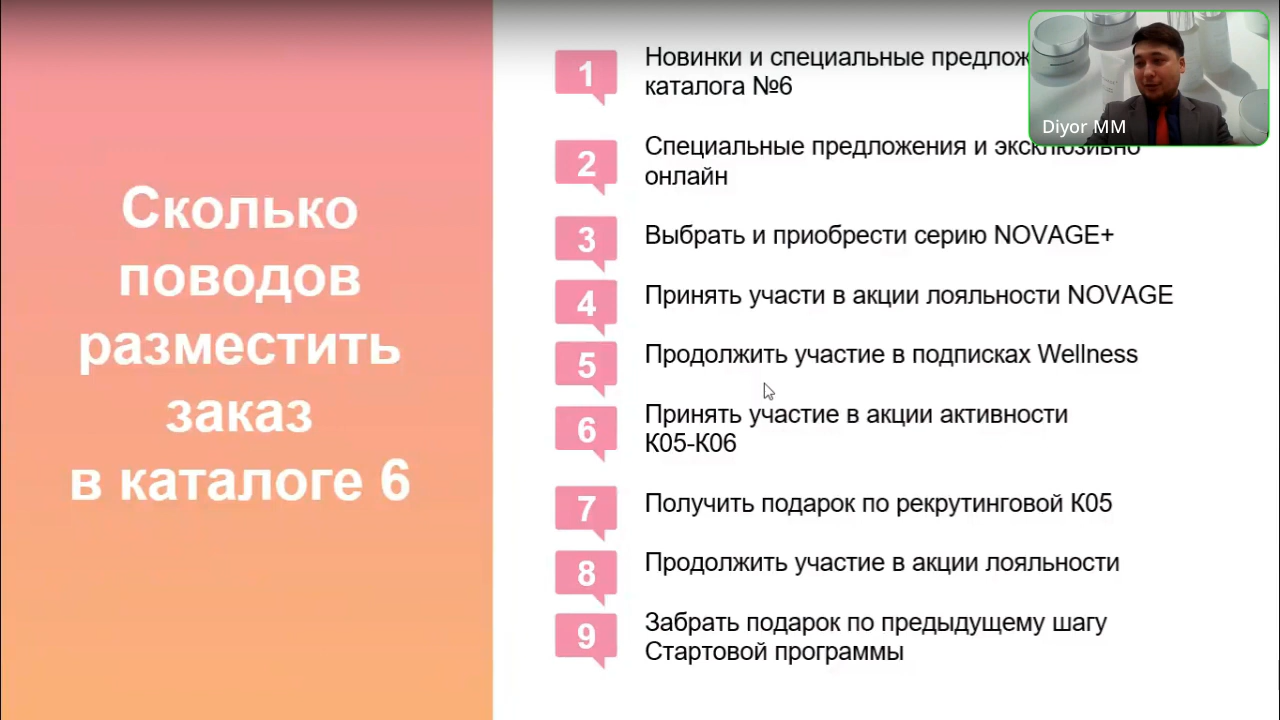 Сколько
поводов
разместить
заказ
в каталоге 6
1
Новинки и специальные
каталога №6
2
Специальные предложения и эксклюзивно
онлайн
3
Выбрать и приобрести серию NOVAGE+
4
Принять участи в акции лояльности NOVAGE
5
Продолжить участие в подписках Wellness
6
Принять участие в акции активности
К05-К06
7
Получить подарок по рекрутинговой К05
8
Продолжить участие в акции лояльности
9
Забрать подарок по предыдущему шагу
Стартовой программы
Diyor MM